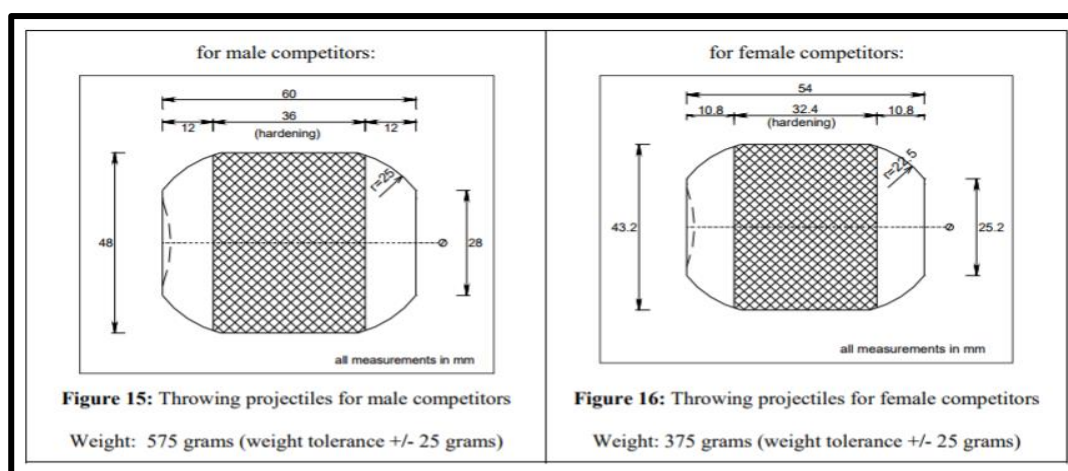 for male competitors:
60
12
36
12
(hardening)
r=25
48
⌀
28
all measurements in mm
Figure 15: Throwing projectiles for male competitors
Weight: 575 grams (weight tolerance +/- 25 grams)
for female competitors:
54
10.8
32.4
10.8
(hardening)
r=22.5
43.2
⌀
25.2
all measurements in mm
Figure 16: Throwing projectiles for female competitors
Weight: 375 grams (weight tolerance +/- 25 grams)